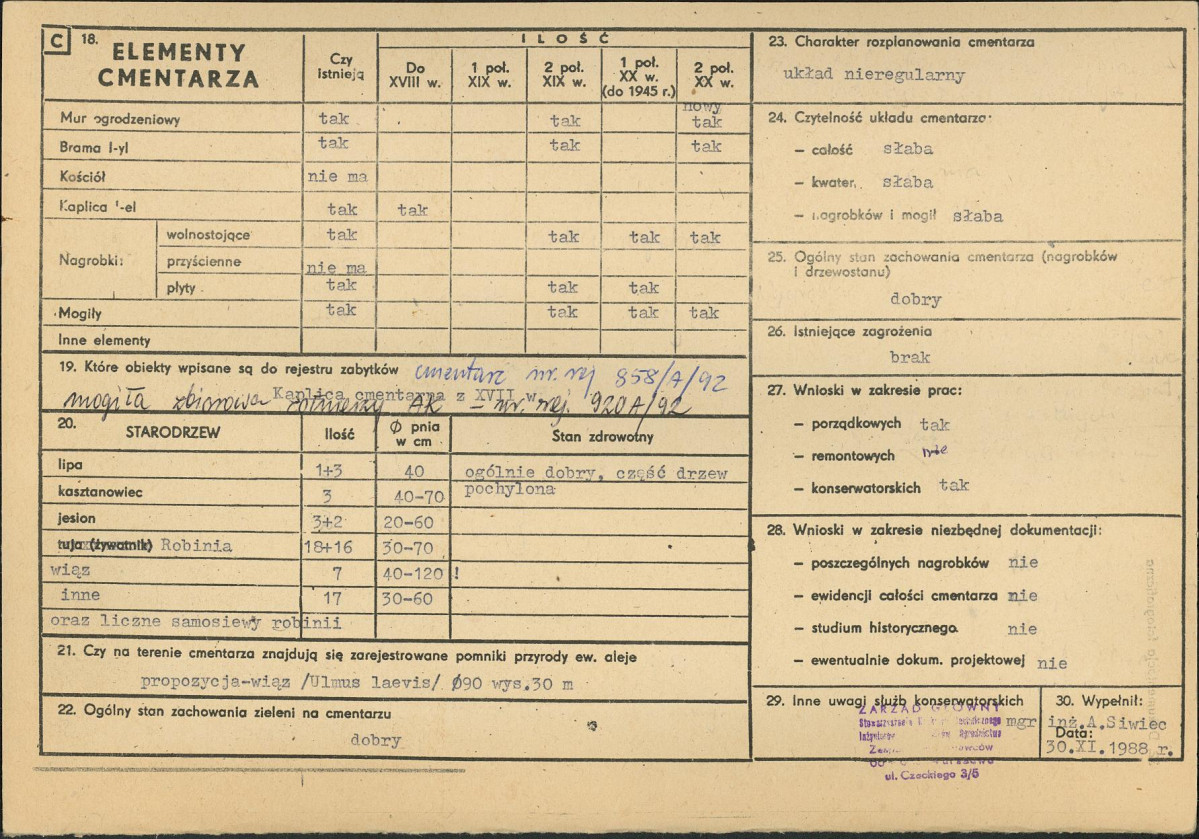 C 18. ELEMENTY CMENTARZA
Czy istnieją
ILOŚĆ
Do XVIII w.
1 poł. XIX w.
2 poł. XIX w.
1 poł. XX w. (do 1945 r.)
2 poł. XX w.
Mur ogrodzeniowy tak tak nowy tak
Brama /-y/ tak tak tak
Kościół nie ma
Kaplica /-e/ tak tak
Nagrobki:
wolnostojące tak tak tak tak
przyścienne nie ma
płyty tak tak tak
Mogiły tak tak tak tak
Inne elementy
19. Które obiekty wpisane są do rejestru zabytków cmentarz nr. rej 858/A/92
Kaplica cmentarna z XVII w.
mogiła zbiorowa żołnierzy AK – nr. rej. 920A/92
20. STARODRZEW Ilość Ø pnia w cm Stan zdrowotny
lipa 1+3 40 ogólnie dobry, część drzew
kasztanowiec 3 40-70 pochylona
jesion 3+2 20-60
tuja (żywotnik) Robinia 18+16 30-70
wiąz 7 40-120 !
inne 17 30-60
oraz liczne samosiewy robinii
21. Czy na terenie cmentarza znajdują się zarejestrowane pomniki przyrody ew. aleje
propozycja-wiąz /Ulmus laevis/ Ø90 wys.30 m
22. Ogólny stan zachowania zieleni na cmentarzu
dobry
23. Charakter rozplanowania cmentarza
układ nieregularny
24. Czytelność układu cmentarza:
– całość słaba
– kwater, słaba
– nagrobków i mogił słaba
25. Ogólny stan zachowania cmentarza (nagrobków
i drzewostanu)
dobry
26. Istniejące zagrożenia
brak
27. Wnioski w zakresie prac:
– porządkowych tak
– remontowych nie
– konserwatorskich tak
28. Wnioski w zakresie niezbędnej dokumentacji:
– poszczególnych nagrobków nie
– ewidencji całości cmentarza nie
– studium historycznego nie
– ewentualnie dokum. projektowej nie
29. Inne uwagi służb konserwatorskich
ZARZĄD GŁÓWNY
ul. Czackiego 3/5
30. Wypełnił:
mgr inż.A.Siwiec
Data:
30.XI.1988 r.